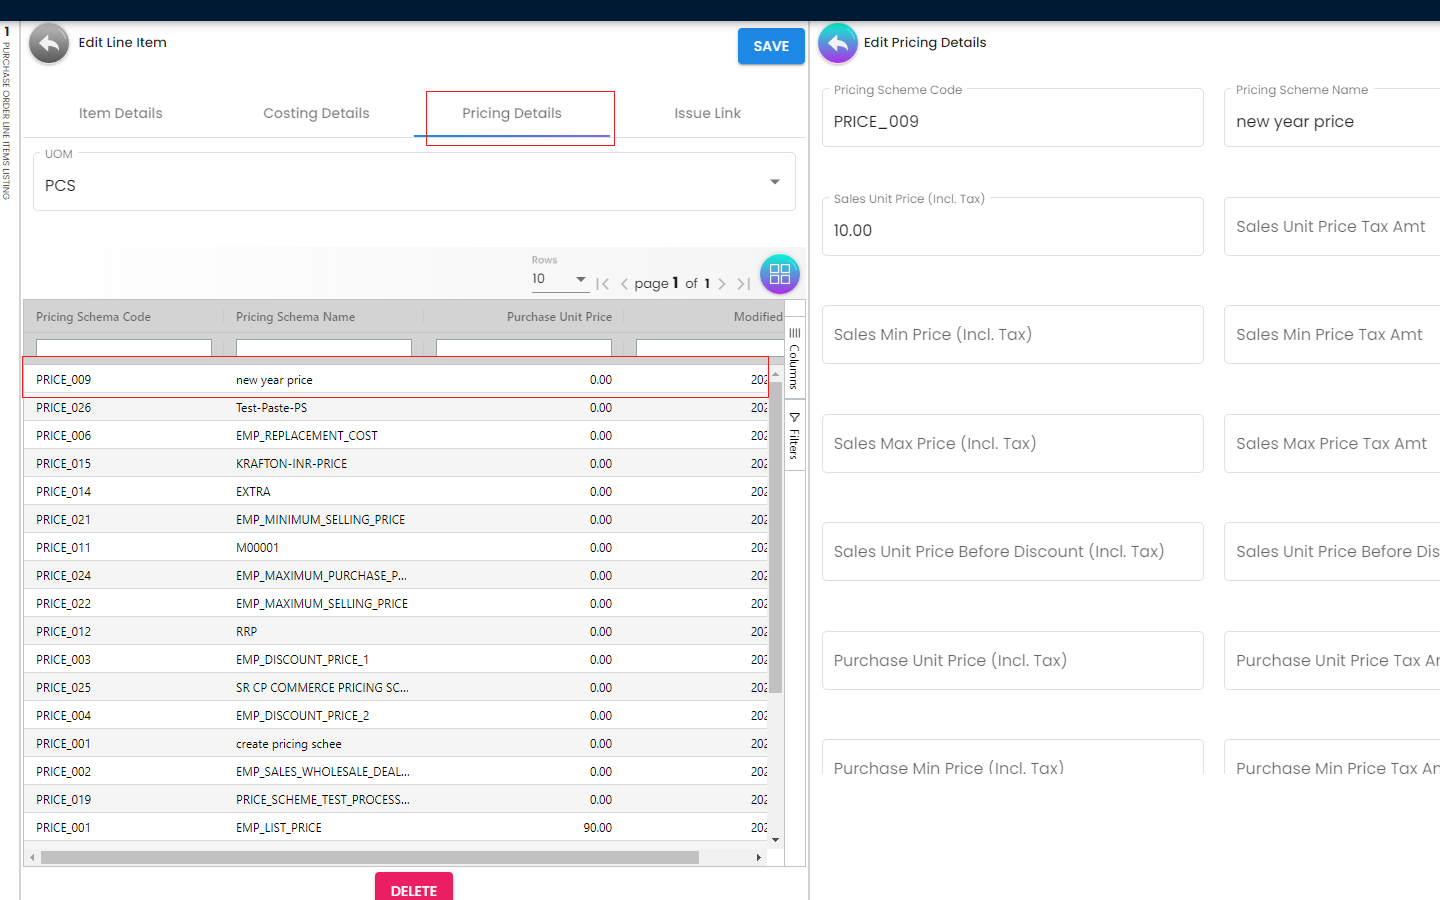 1
PURCHASE ORDER LINE ITEMS LISTING
Edit Line Item
SAVE
Item Details
Costing Details
Pricing Details
Issue Link
UOM
PCS
Rows
10
page 1 of 1
Pricing Schema Code Pricing Schema Name Purchase Unit Price Modified
PRICE_009 new year price 0.00 202
PRICE_026 Test-Paste-PS 0.00 202
PRICE_006 EMP_REPLACEMENT_COST 0.00 202
PRICE_015 KRAFTON-INR-PRICE 0.00 202
PRICE_014 EXTRA 0.00 202
PRICE_021 EMP_MINIMUM_SELLING_PRICE 0.00 202
PRICE_011 M00001 0.00 202
PRICE_024 EMP_MAXIMUM_PURCHASE_P... 0.00 202
PRICE_022 EMP_MAXIMUM_SELLING_PRICE 0.00 202
PRICE_012 RRP 0.00 202
PRICE_003 EMP_DISCOUNT_PRICE_1 0.00 202
PRICE_025 SR CP COMMERCE PRICING SC... 0.00 202
PRICE_004 EMP_DISCOUNT_PRICE_2 0.00 202
PRICE_001 create pricing schee 0.00 202
PRICE_002 EMP_SALES_WHOLESALE_DEAL... 0.00 202
PRICE_019 PRICE_SCHEME_TEST_PROCESS... 0.00 202
PRICE_001 EMP_LIST_PRICE 90.00 202
Columns
Filters
DELETE
Edit Pricing Details
Pricing Scheme Code
PRICE_009
Pricing Scheme Name
new year price
Sales Unit Price (Incl. Tax)
10.00
Sales Unit Price Tax Amt
Sales Min Price (Incl. Tax)
Sales Min Price Tax Amt
Sales Max Price (Incl. Tax)
Sales Max Price Tax Amt
Sales Unit Price Before Discount (Incl. Tax)
Sales Unit Price Before Dis
Purchase Unit Price (Incl. Tax)
Purchase Unit Price Tax Ar
Purchase Min Price (Incl. Tax)
Purchase Min Price Tax An